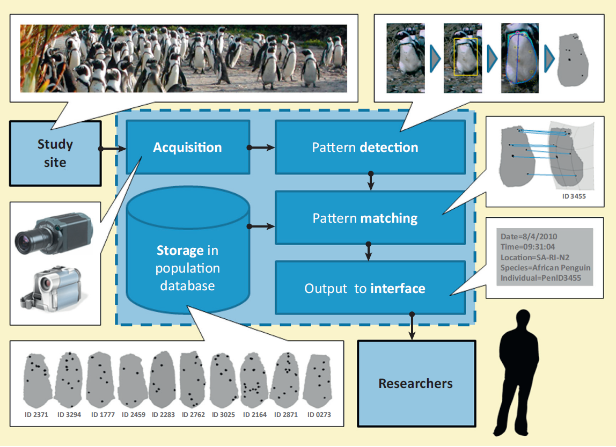 Study
site
Acquisition
Pattern detection
ID 3455
Pattern matching
Storage in
population
database
Date=8/4/2010
Time=09:31:04
Location=SA-RI-N2
Species=African Penguin
Individual=PenID3455
Output to interface
ID 2371 ID 3294 ID 1777 ID 2459 ID 2283 ID 2762 ID 3025 ID 2164 ID 2871 ID 0273
Researchers